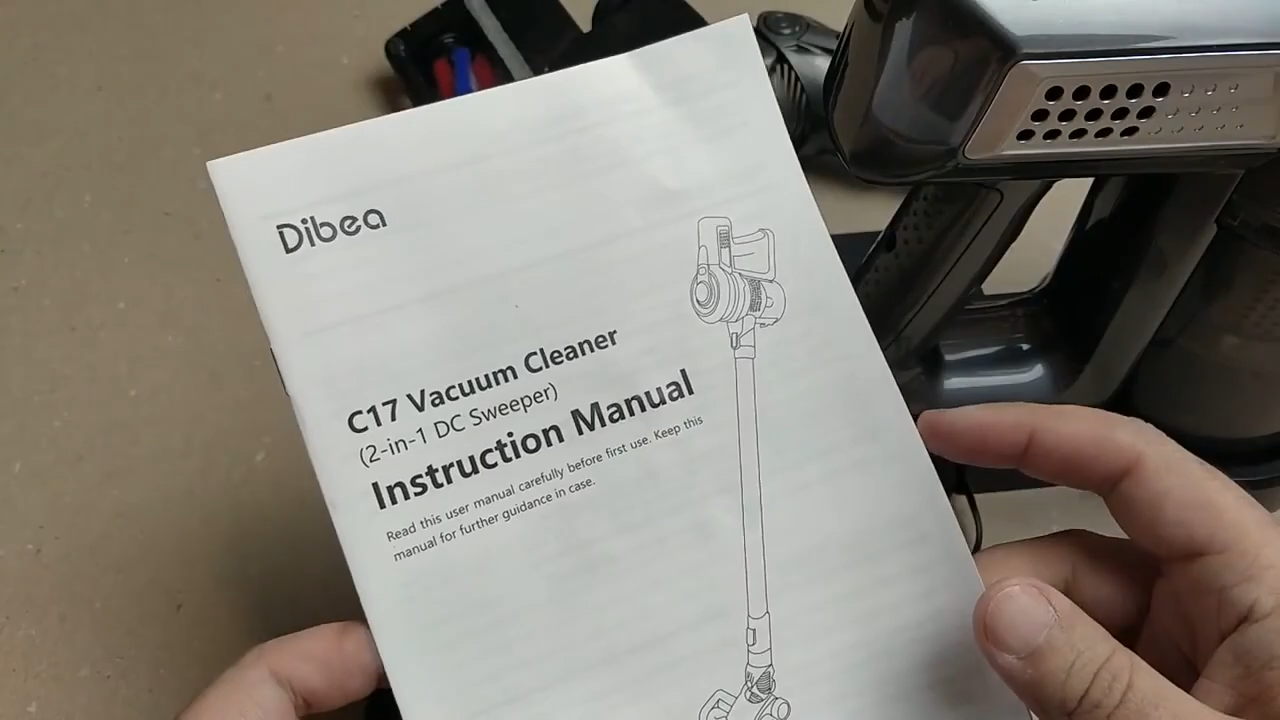 Dibea
C17 Vacuum Cleaner
(2-in-1 DC Sweeper)
Instruction Manual
Read this user manual carefully before first use. Keep this
manual for further guidance in case.